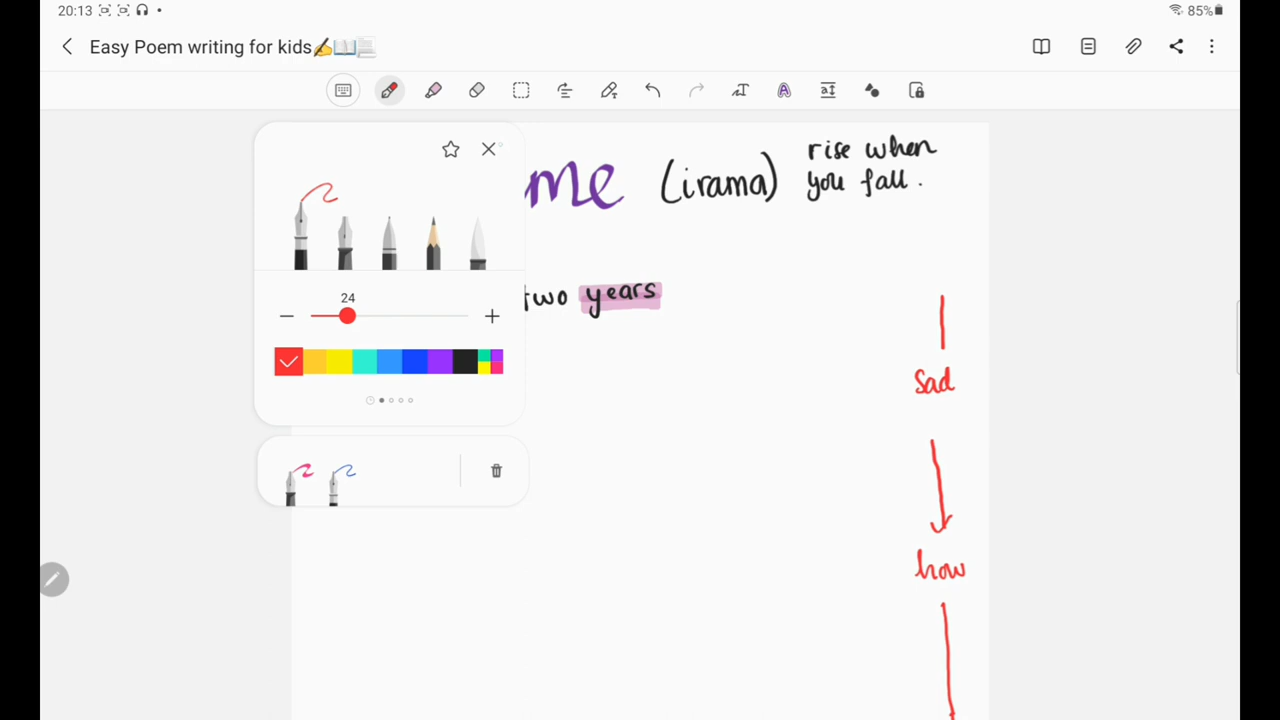 20:13
85%
Easy Poem writing for kids✍️📖📃
me (irama) rise when
you fall.
24
two years
Sad
how